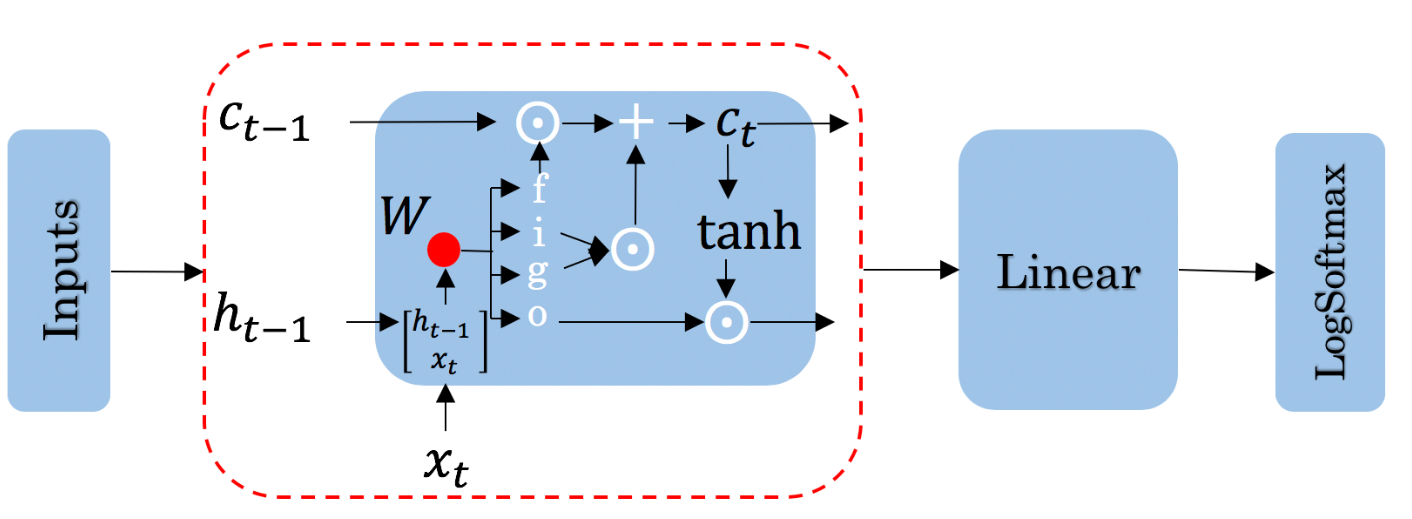 Inputs
c_{t-1}
h_{t-1}
W
[h_{t-1}
x_t]
x_t
f
i
g
o
⊙
+
c_t
⊙
tanh
⊙
Linear
LogSoftmax